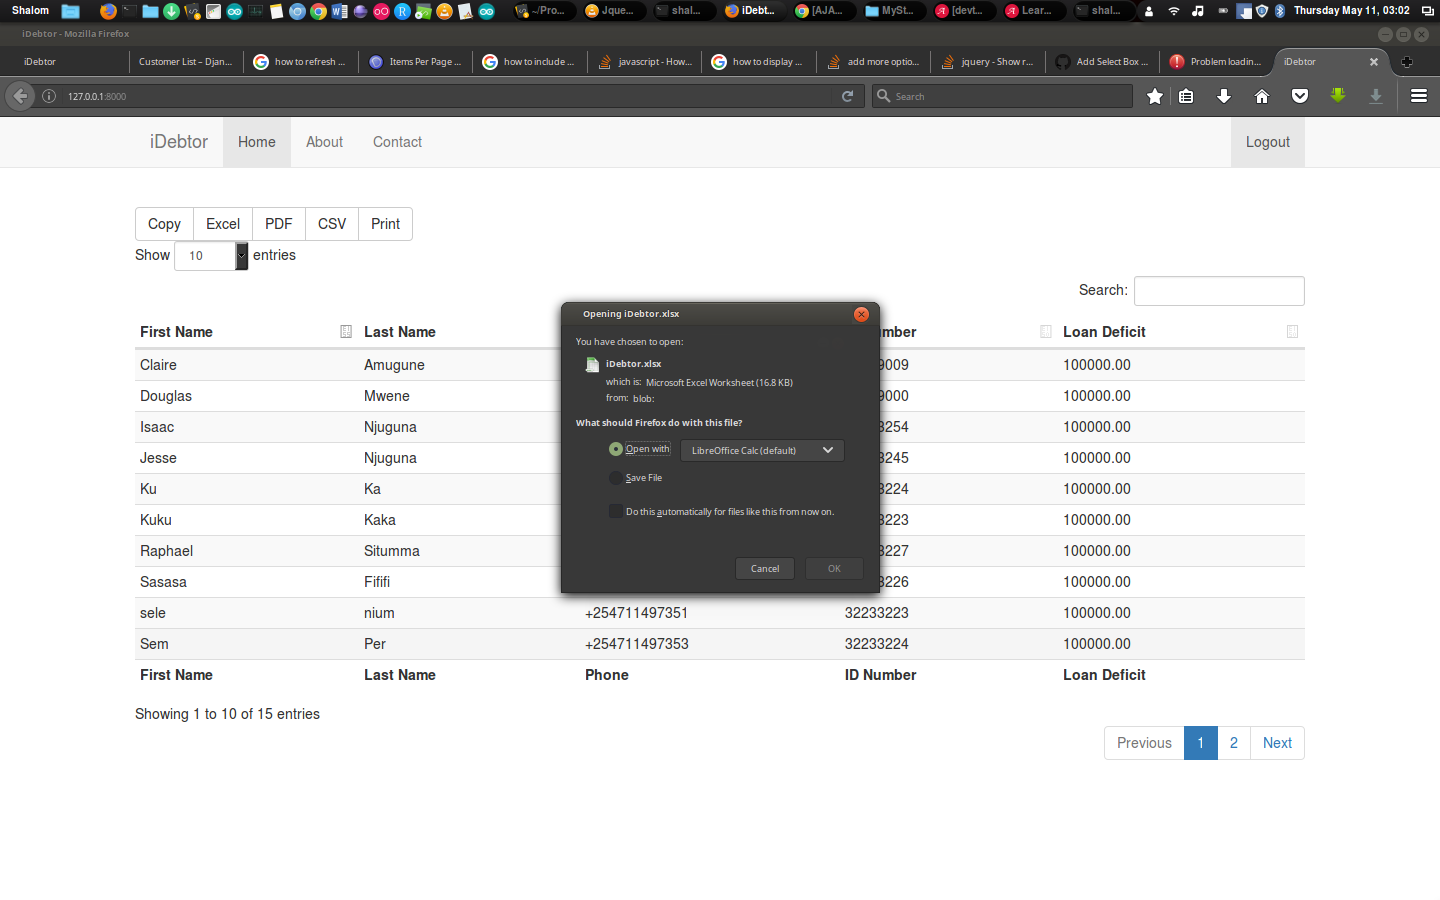 Shalom ~/Pro... Jque... shal... iDebt... [AJA... MySt... [devt... Lear... shal... Thursday May 11, 03:02
iDebtor - Mozilla Firefox
iDebtor Customer List – Djan... how to refresh ... Items Per Page ... how to include ... javascript - How... how to display ... add more optio... jquery - Show r... Add Select Box ... Problem loadin... iDebtor
127.0.0.1:8000 Search
iDebtor Home About Contact Logout
Copy Excel PDF CSV Print
Show 10 entries
Search:
Opening iDebtor.xlsx
You have chosen to open:
iDebtor.xlsx
which is: Microsoft Excel Worksheet (16.8 KB)
from: blob:
What should Firefox do with this file?
Open with LibreOffice Calc (default)
Save File
Do this automatically for files like this from now on.
Cancel OK
First Name Last Name mber Loan Deficit
Claire Amugune 9009 100000.00
Douglas Mwene 9000 100000.00
Isaac Njuguna 3254 100000.00
Jesse Njuguna 3245 100000.00
Ku Ka 3224 100000.00
Kuku Kaka 3223 100000.00
Raphael Situmma 3227 100000.00
Sasasa Fififi 3226 100000.00
sele nium +254711497351 32233223 100000.00
Sem Per +254711497353 32233224 100000.00
First Name Last Name Phone ID Number Loan Deficit
Showing 1 to 10 of 15 entries
Previous 1 2 Next